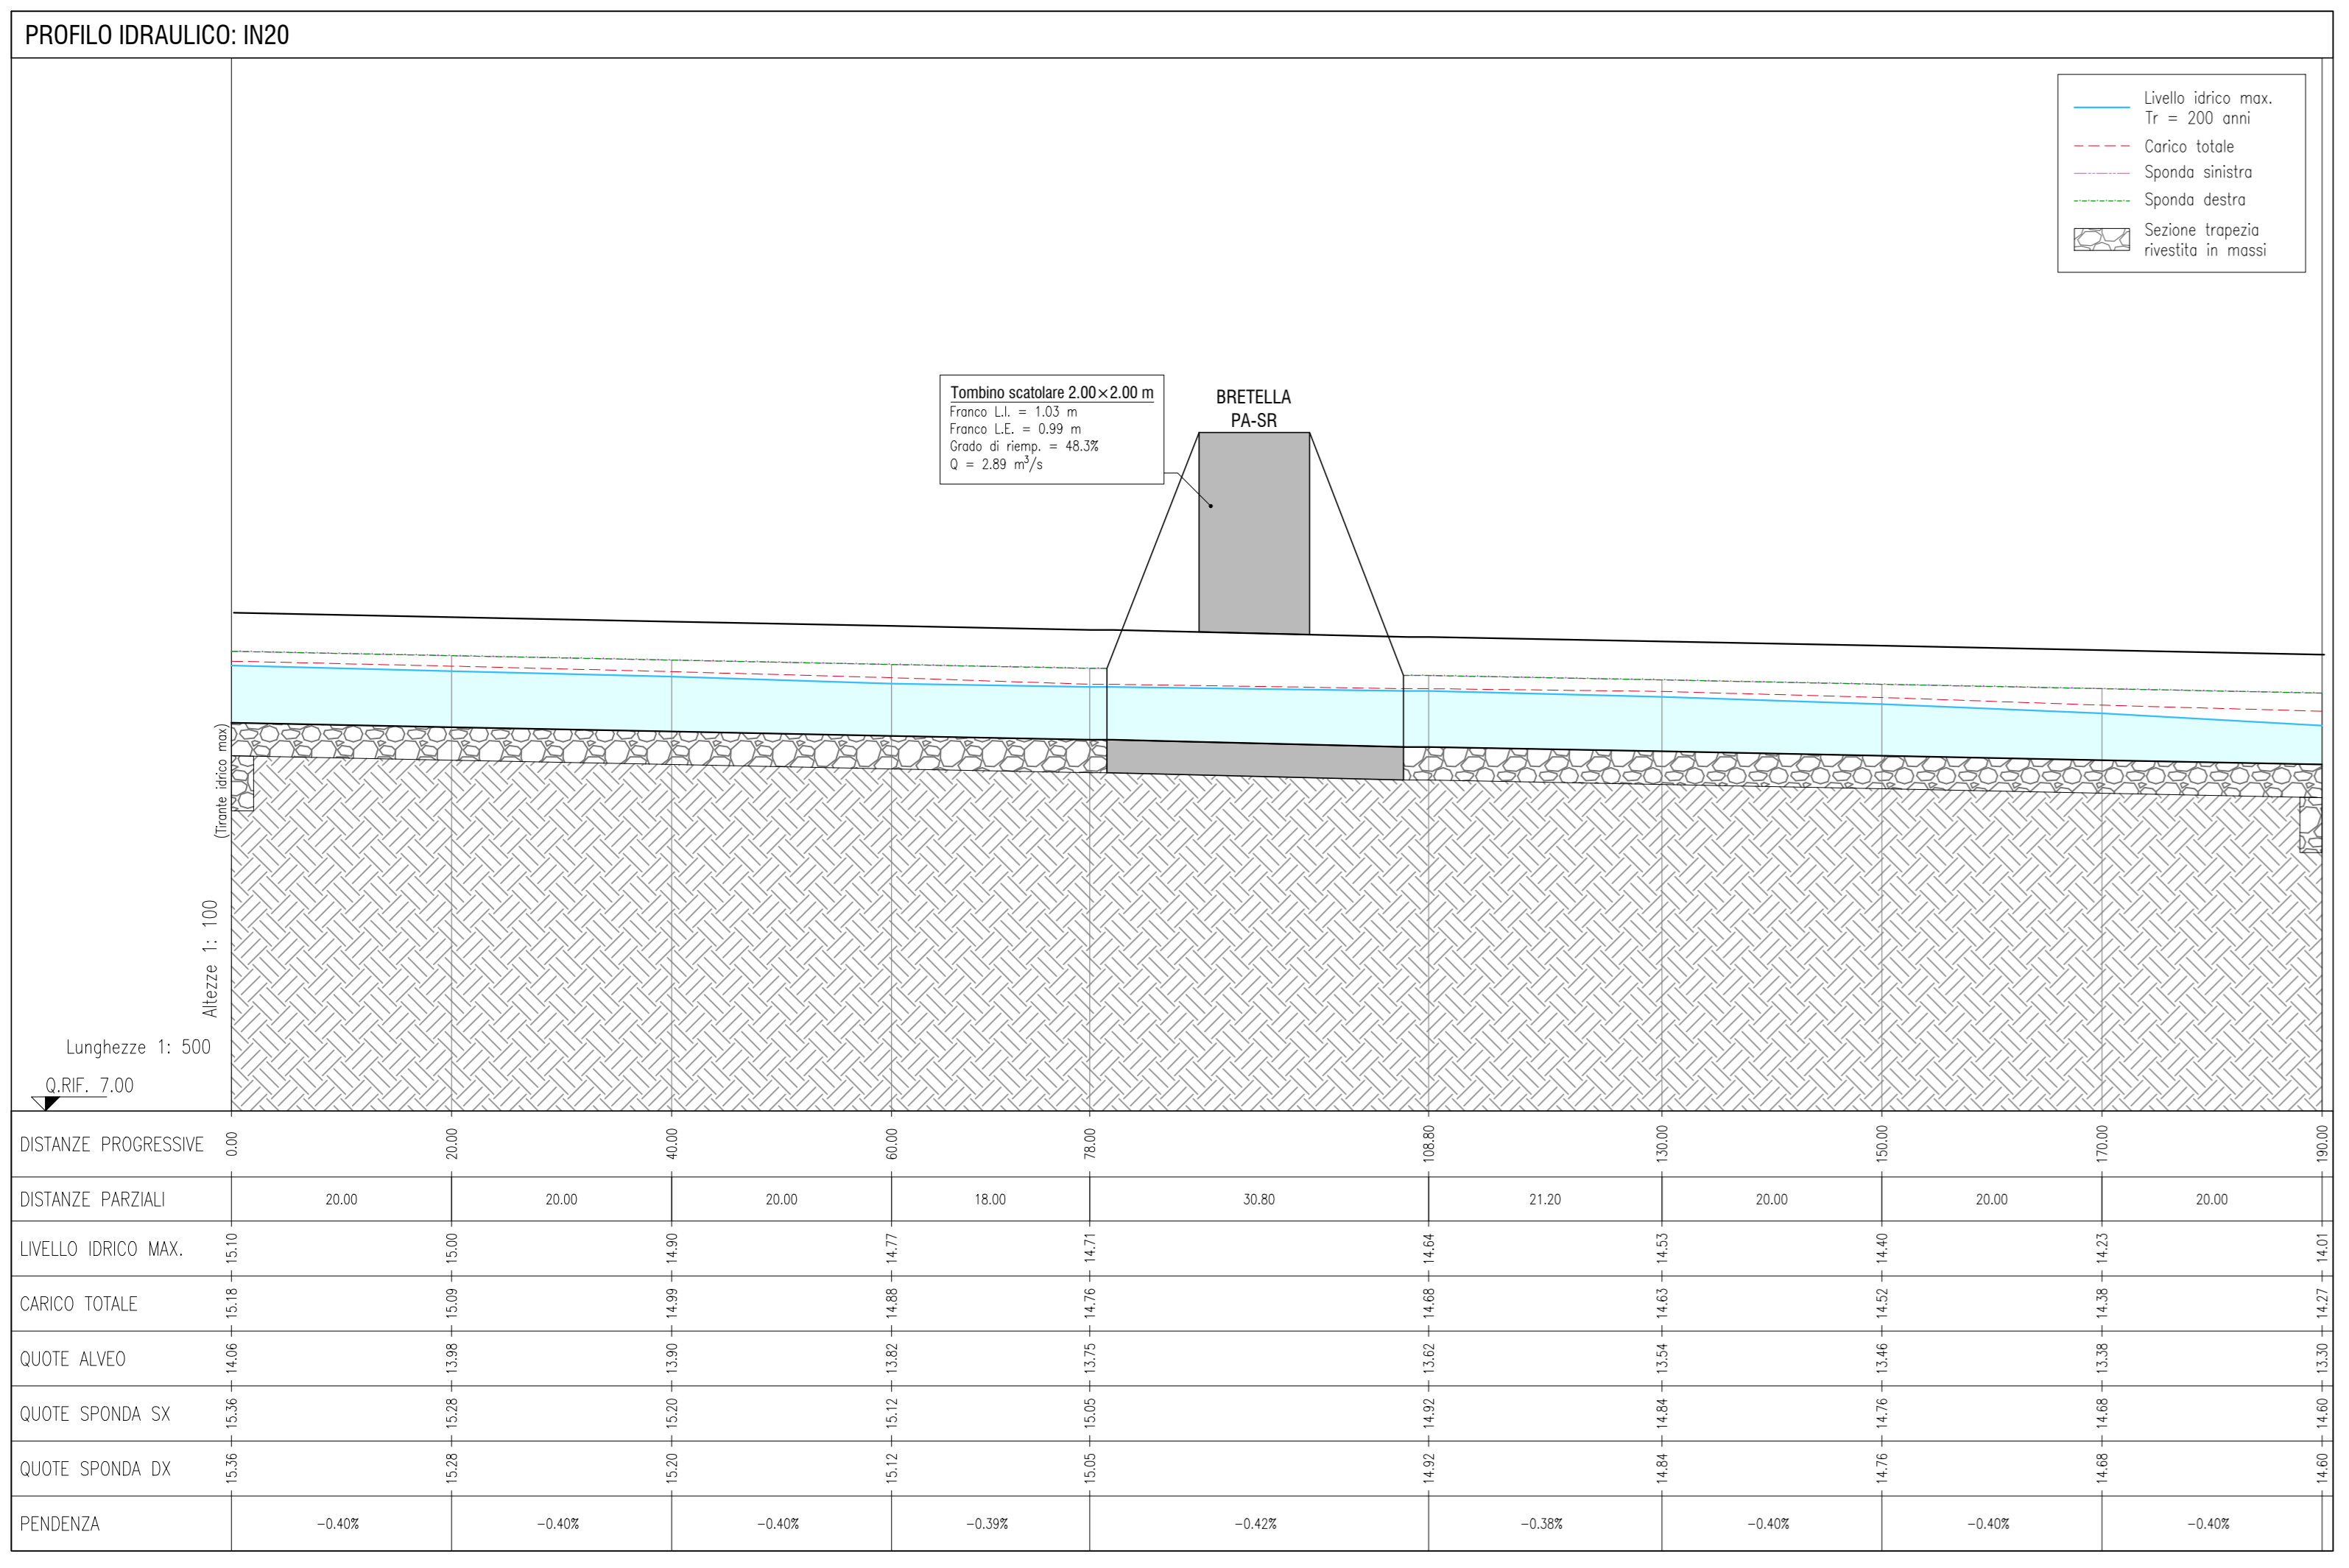 PROFILO IDRAULICO: IN20
Livello idrico max.
Tr = 200 anni
Carico totale
Sponda sinistra
Sponda destra
Sezione trapezia
rivestita in massi
Tombino scatolare 2.00×2.00 m
Franco L.I. = 1.03 m
Franco L.E. = 0.99 m
Grado di riemp. = 48.3%
Q = 2.89 m³/s
BRETELLA
PA-SR
(Tirante idrico max)
Altezze 1: 100
Lunghezze 1: 500
Q.RIF. 7.00
DISTANZE PROGRESSIVE 0.00 20.00 40.00 60.00 78.00 108.80 130.00 150.00 170.00 190.00
DISTANZE PARZIALI 20.00 20.00 20.00 18.00 30.80 21.20 20.00 20.00 20.00
LIVELLO IDRICO MAX. 15.10 15.00 14.90 14.77 14.71 14.64 14.53 14.40 14.23 14.01
CARICO TOTALE 15.18 15.09 14.99 14.88 14.76 14.68 14.63 14.52 14.38 14.27
QUOTE ALVEO 14.06 13.98 13.90 13.82 13.75 13.62 13.54 13.46 13.38 13.30
QUOTE SPONDA SX 15.36 15.28 15.20 15.12 15.05 14.92 14.84 14.76 14.68 14.60
QUOTE SPONDA DX 15.36 15.28 15.20 15.12 15.05 14.92 14.84 14.76 14.68 14.60
PENDENZA -0.40% -0.40% -0.40% -0.39% -0.42% -0.38% -0.40% -0.40% -0.40%